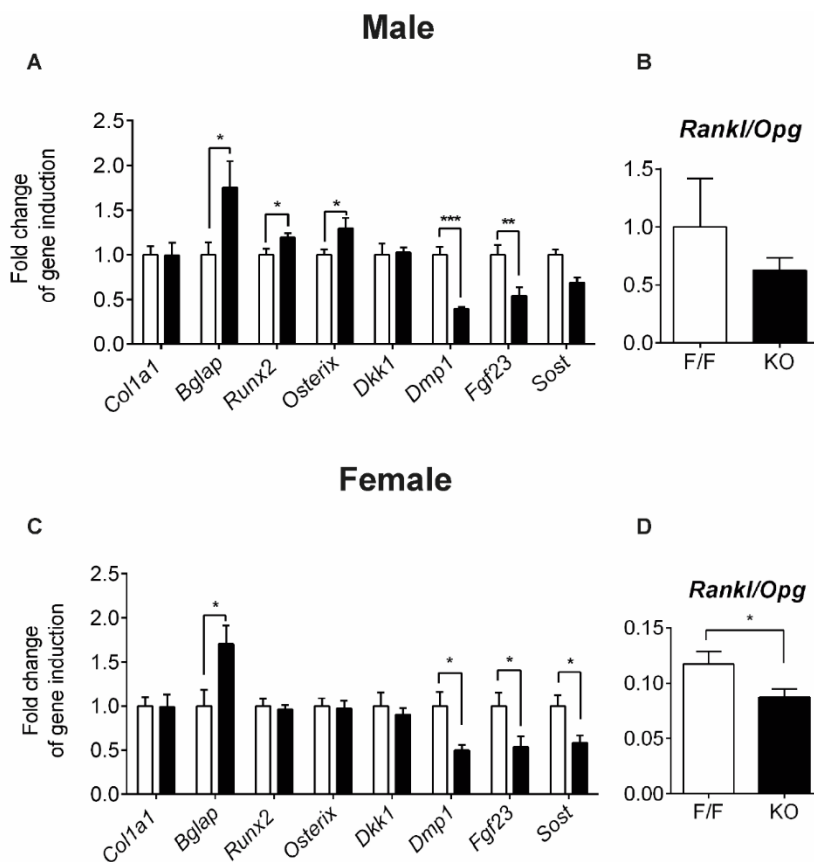 Male
A
B
Fold change
of gene induction
2.5
2.0
1.5
1.0
0.5
0.0
*
*
*
***
**
Col1a1
Bglap
Runx2
Osterix
Dkk1
Dmp1
Fgf23
Sost
Rankl/Opg
1.5
1.0
0.5
0.0
F/F
KO
Female
C
D
Fold change
of gene induction
2.5
2.0
1.5
1.0
0.5
0.0
*
*
*
*
Col1a1
Bglap
Runx2
Osterix
Dkk1
Dmp1
Fgf23
Sost
Rankl/Opg
*
0.15
0.10
0.05
0.00
F/F
KO